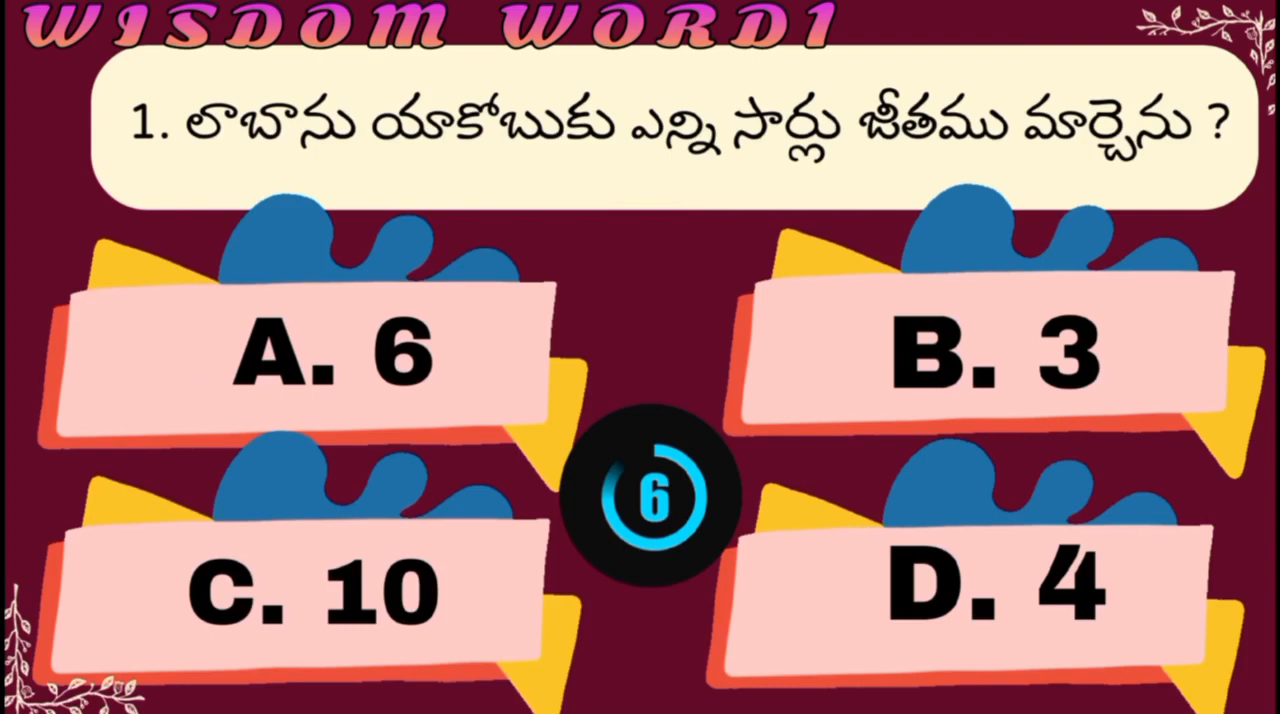 WISDOM WORD1
1. లాబాను యాకోబుకు ఎన్ని సార్లు జీతము మార్చెను ?
A. 6
B. 3
6
C. 10
D. 4